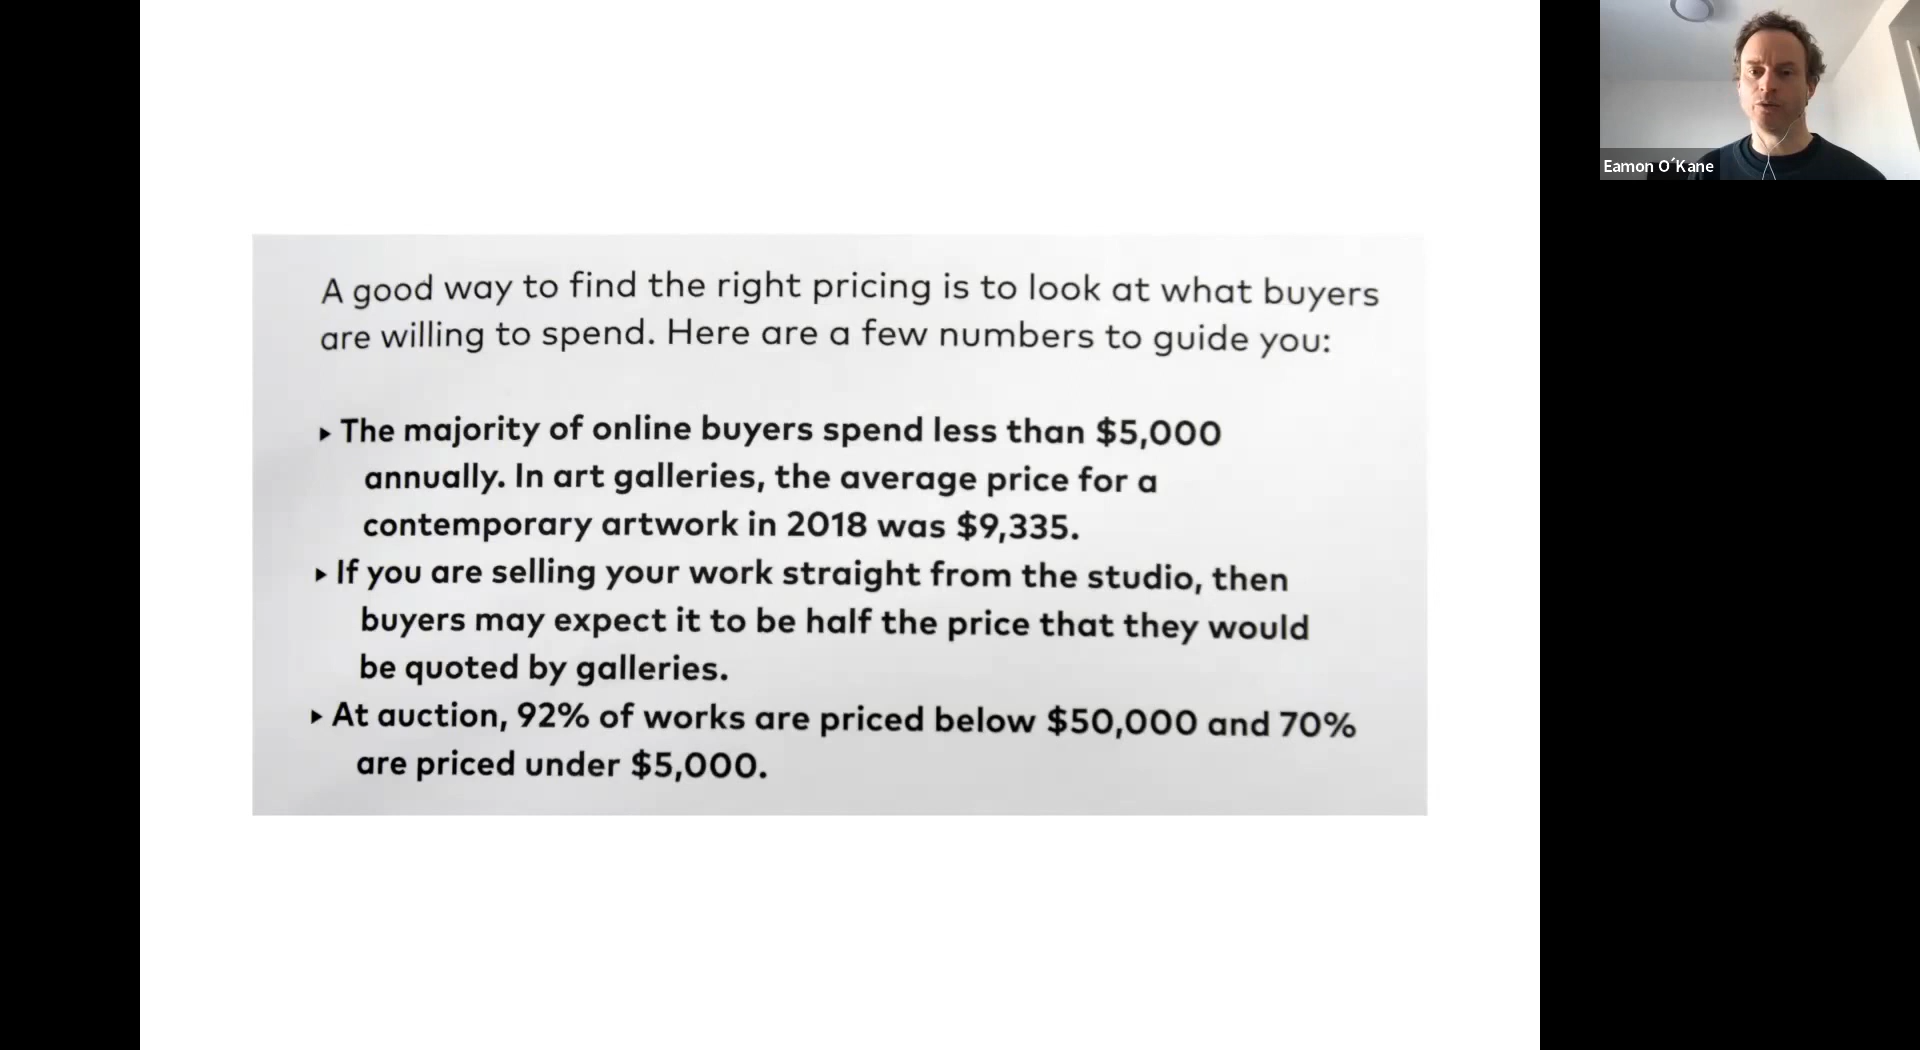 A good way to find the right pricing is to look at what buyers
are willing to spend. Here are a few numbers to guide you:
▸ The majority of online buyers spend less than $5,000
annually. In art galleries, the average price for a
contemporary artwork in 2018 was $9,335.
▸ If you are selling your work straight from the studio, then
buyers may expect it to be half the price that they would
be quoted by galleries.
▸ At auction, 92% of works are priced below $50,000 and 70%
are priced under $5,000.
Eamon O´Kane